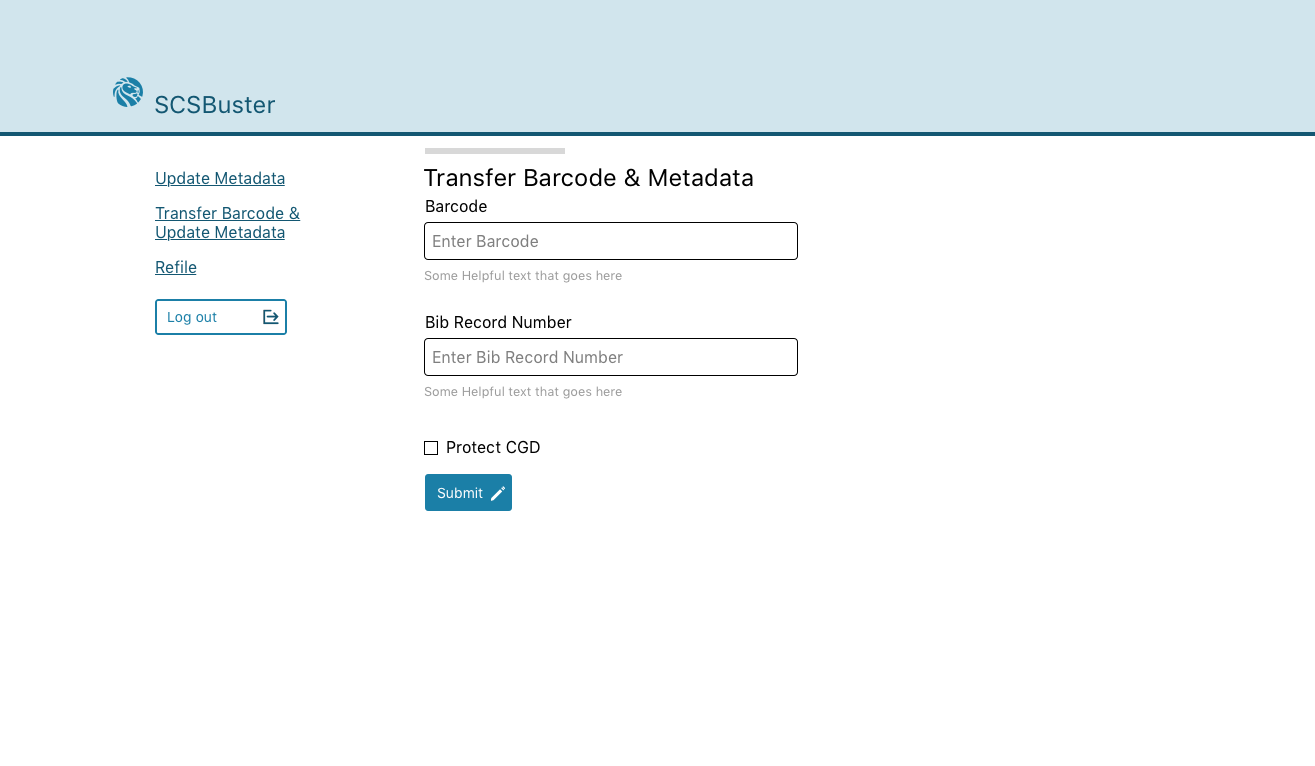 SCSBuster
Update Metadata
Transfer Barcode &
Update Metadata
Refile
Log out
Transfer Barcode & Metadata
Barcode
Enter Barcode
Some Helpful text that goes here
Bib Record Number
Enter Bib Record Number
Some Helpful text that goes here
Protect CGD
Submit